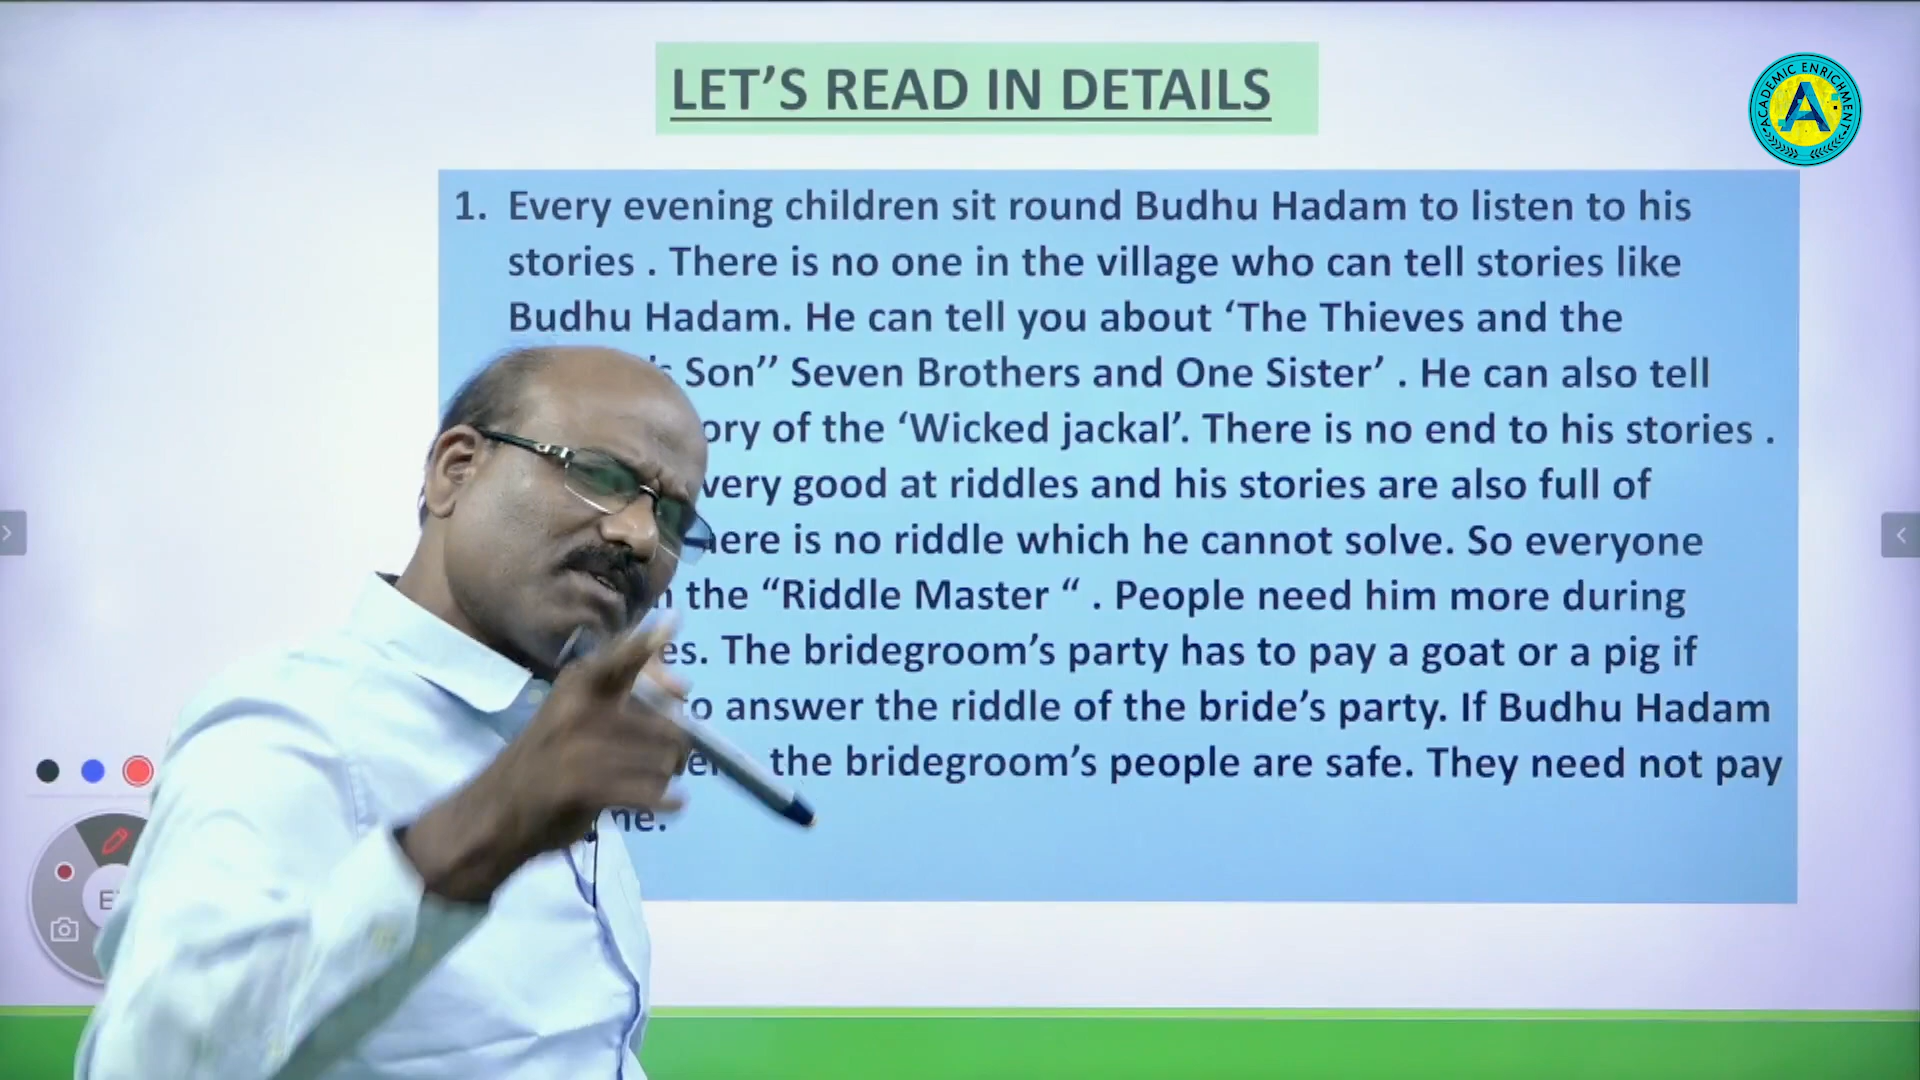 LET’S READ IN DETAILS
ACADEMIC ENRICHMENT
A
1. Every evening children sit round Budhu Hadam to listen to his
stories . There is no one in the village who can tell stories like
Budhu Hadam. He can tell you about ‘The Thieves and the
Son’’ Seven Brothers and One Sister’ . He can also tell
of the ‘Wicked jackal’. There is no end to his stories .
very good at riddles and his stories are also full of
is no riddle which he cannot solve. So everyone
the “Riddle Master “ . People need him more during
The bridegroom’s party has to pay a goat or a pig if
to answer the riddle of the bride’s party. If Budhu Hadam
the bridegroom’s people are safe. They need not pay